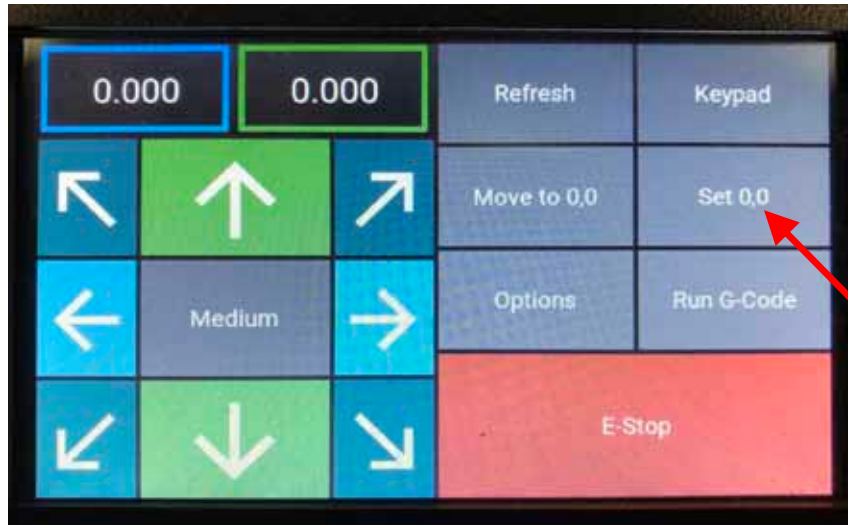 0.000
0.000
Refresh
Keypad
Move to 0,0
Set 0,0
Medium
Options
Run G-Code
E-Stop